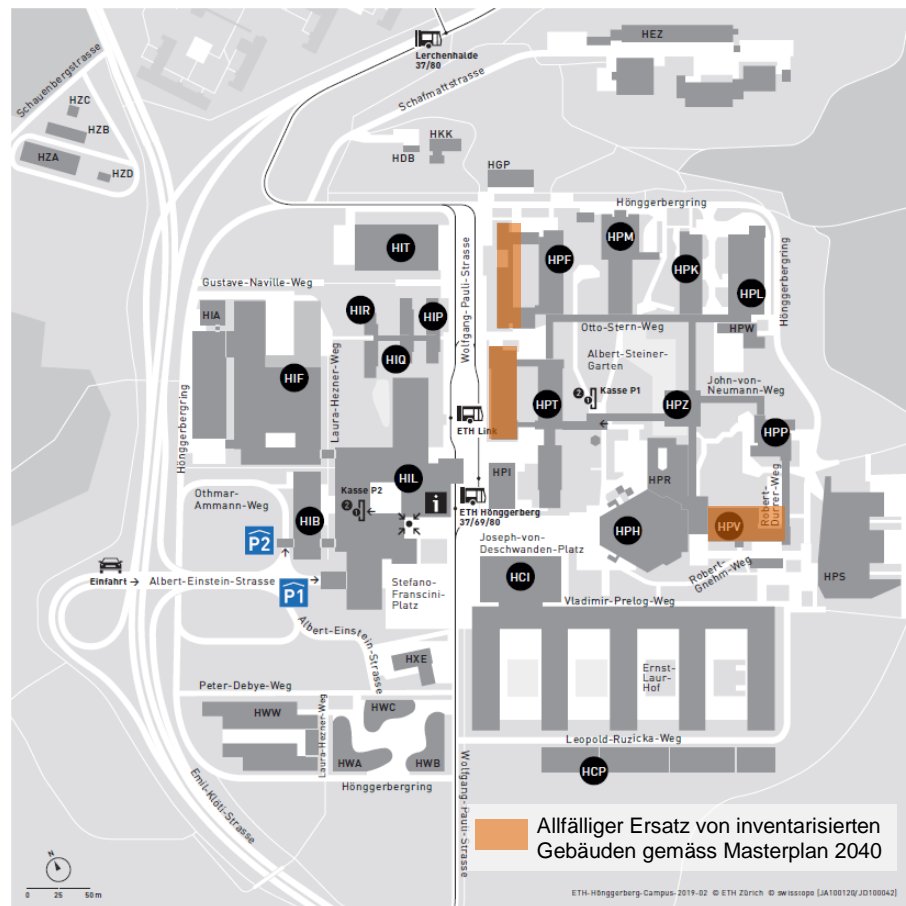 HEZ
Lerchenhalde
37/80
Schauenbergstrasse
Schafmattstrasse
HZC
HZB
HZA
HZD
HKK
HDB
HGP
Hönggerbergring
HIT
HPM
HPF
HPK
HPL
Wolfgang-Pauli-Strasse
Hönggerbergring
Gustave-Naville-Weg
HIA
HIR
HIP
HPW
Otto-Stern-Weg
Albert-Steiner-
Garten
HIQ
Laura-Hezner-Weg
HIF
John-von-
Neumann-Weg
Kasse P1
2
1
HPT
HPZ
ETH Link
HPP
Hönggerbergring
HIL
HPI
HPR
Kasse P2
2
1
i
Othmar-
Ammann-Weg
HIB
ETH Hönggerberg
37/69/80
Robert-
Durrer-Weg
HPV
HPH
P2
Joseph-von-
Deschwanden-Platz
Robert-
Gnehm-Weg
HPS
Einfahrt
Albert-Einstein-Strasse
P1
HCI
Stefano-
Franscini-
Platz
Vladimir-Prelog-Weg
Albert-Einstein-Strasse
HXE
Ernst-
Laur-
Hof
Peter-Debye-Weg
HWW
Laura-Hezner-Weg
HWC
HWA
HWB
Leopold-Ruzicka-Weg
HCP
Hönggerbergring
Emil-Klöti-Strasse
Wolfgang-Pauli-Strasse
Allfälliger Ersatz von inventarisierten
Gebäuden gemäss Masterplan 2040
N
0 25 50 m
ETH-Hönggerberg-Campus-2019-02 © ETH Zürich © swisstopo (JA100120/JD100042)